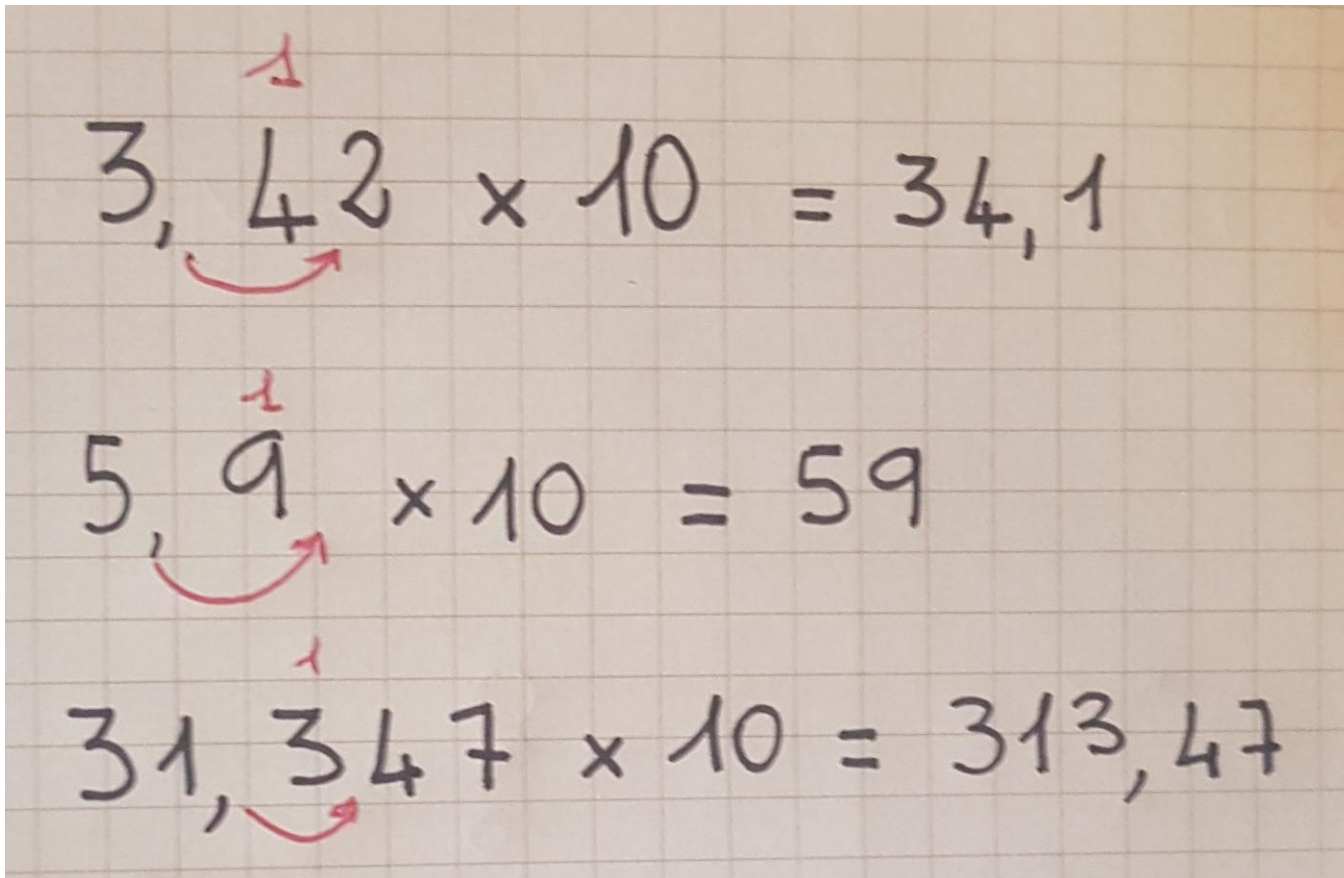 1
3,42 x 10 = 34,1
1
5,9 x 10 = 59
1
31,347 x 10 = 313,47